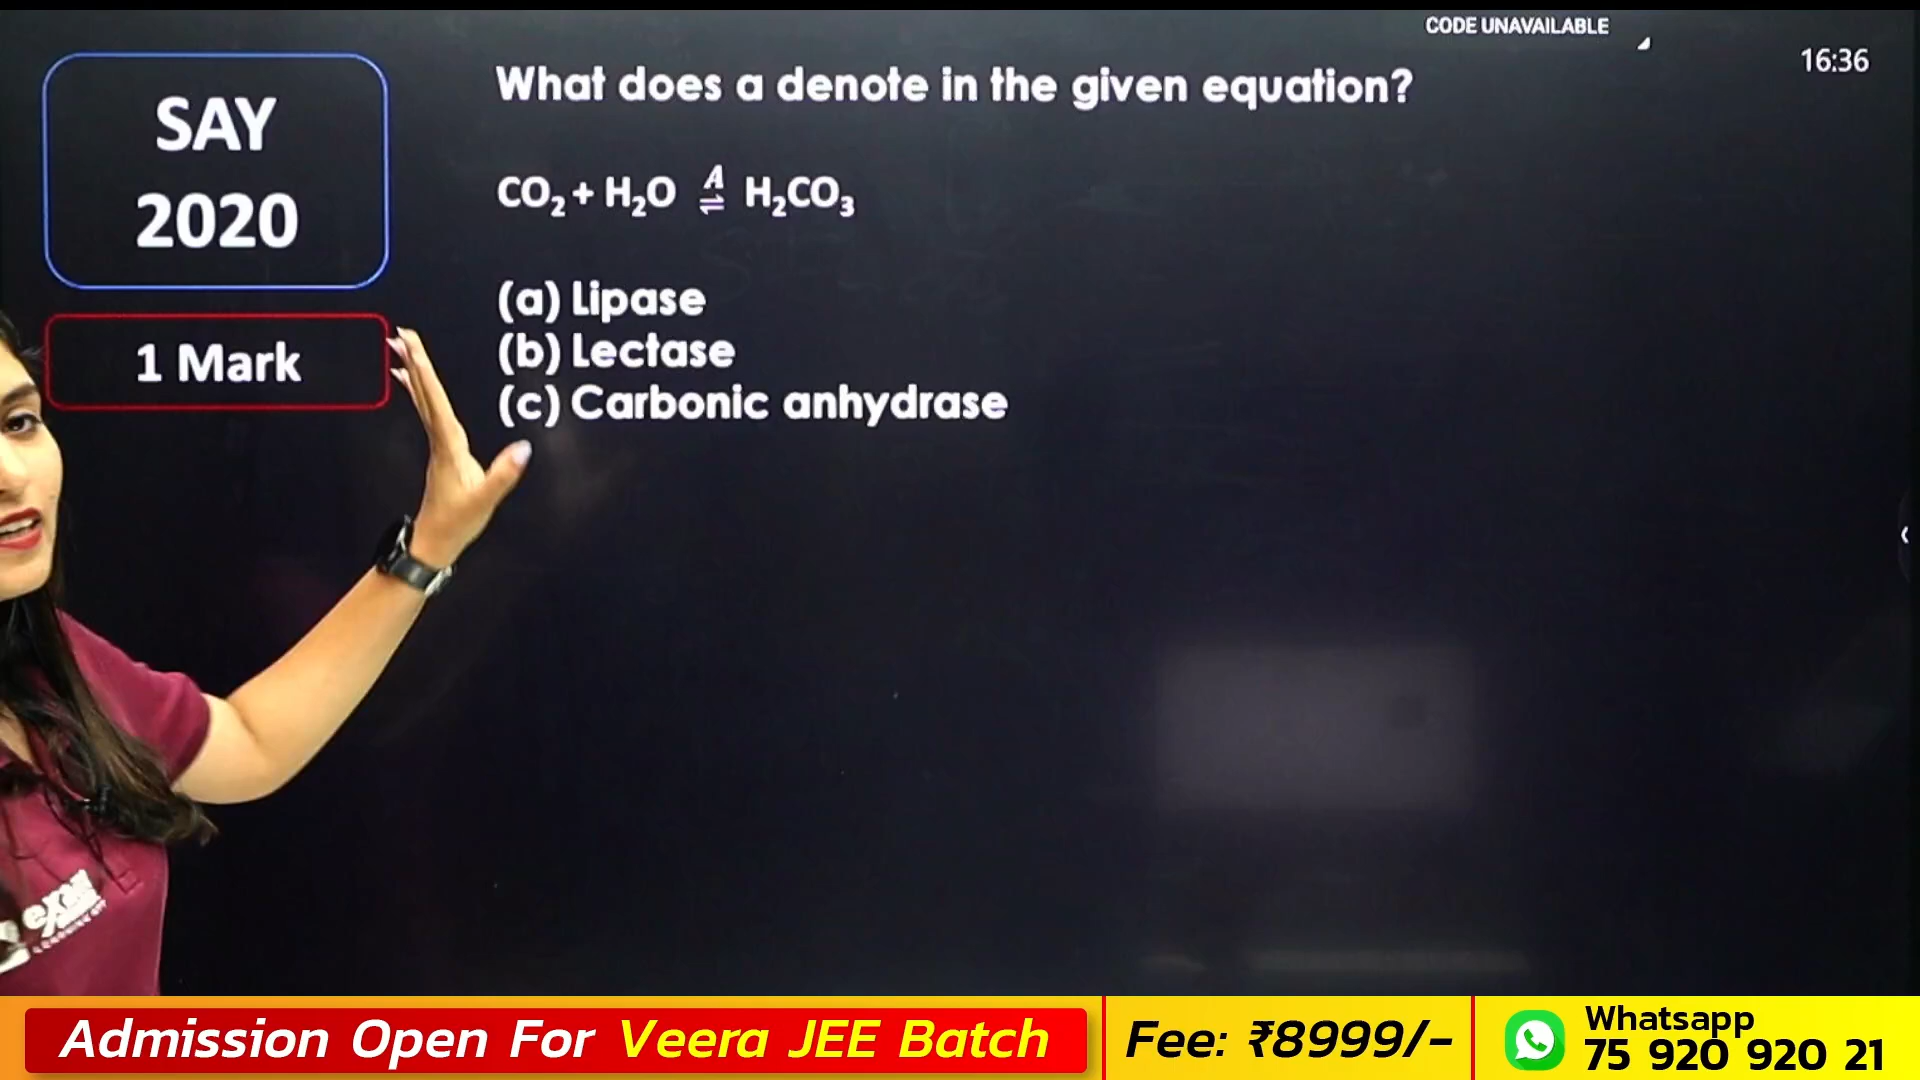 CODE UNAVAILABLE
16:36
SAY
2020
1 Mark
What does a denote in the given equation?
CO₂ + H₂O A ⇌ H₂CO₃
(a) Lipase
(b) Lectase
(c) Carbonic anhydrase
exam
Admission Open For Veera JEE Batch
Fee: ₹8999/-
Whatsapp
75 920 920 21